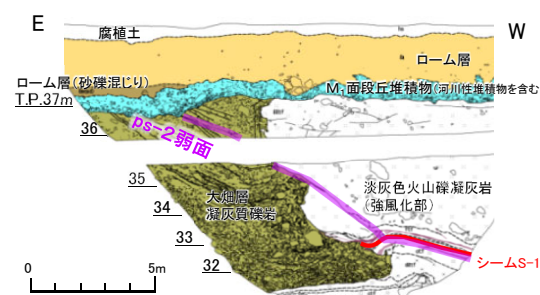 E
W
腐植土
ローム層
ローム層(砂礫混じり)
T.P.37m
M₁面段丘堆積物(河川性堆積物を含む
36
ps-2弱面
35
34
33
32
大畑層
凝灰質礫岩
淡灰色火山礫凝灰岩
(強風化部)
シームS-1
0
5m